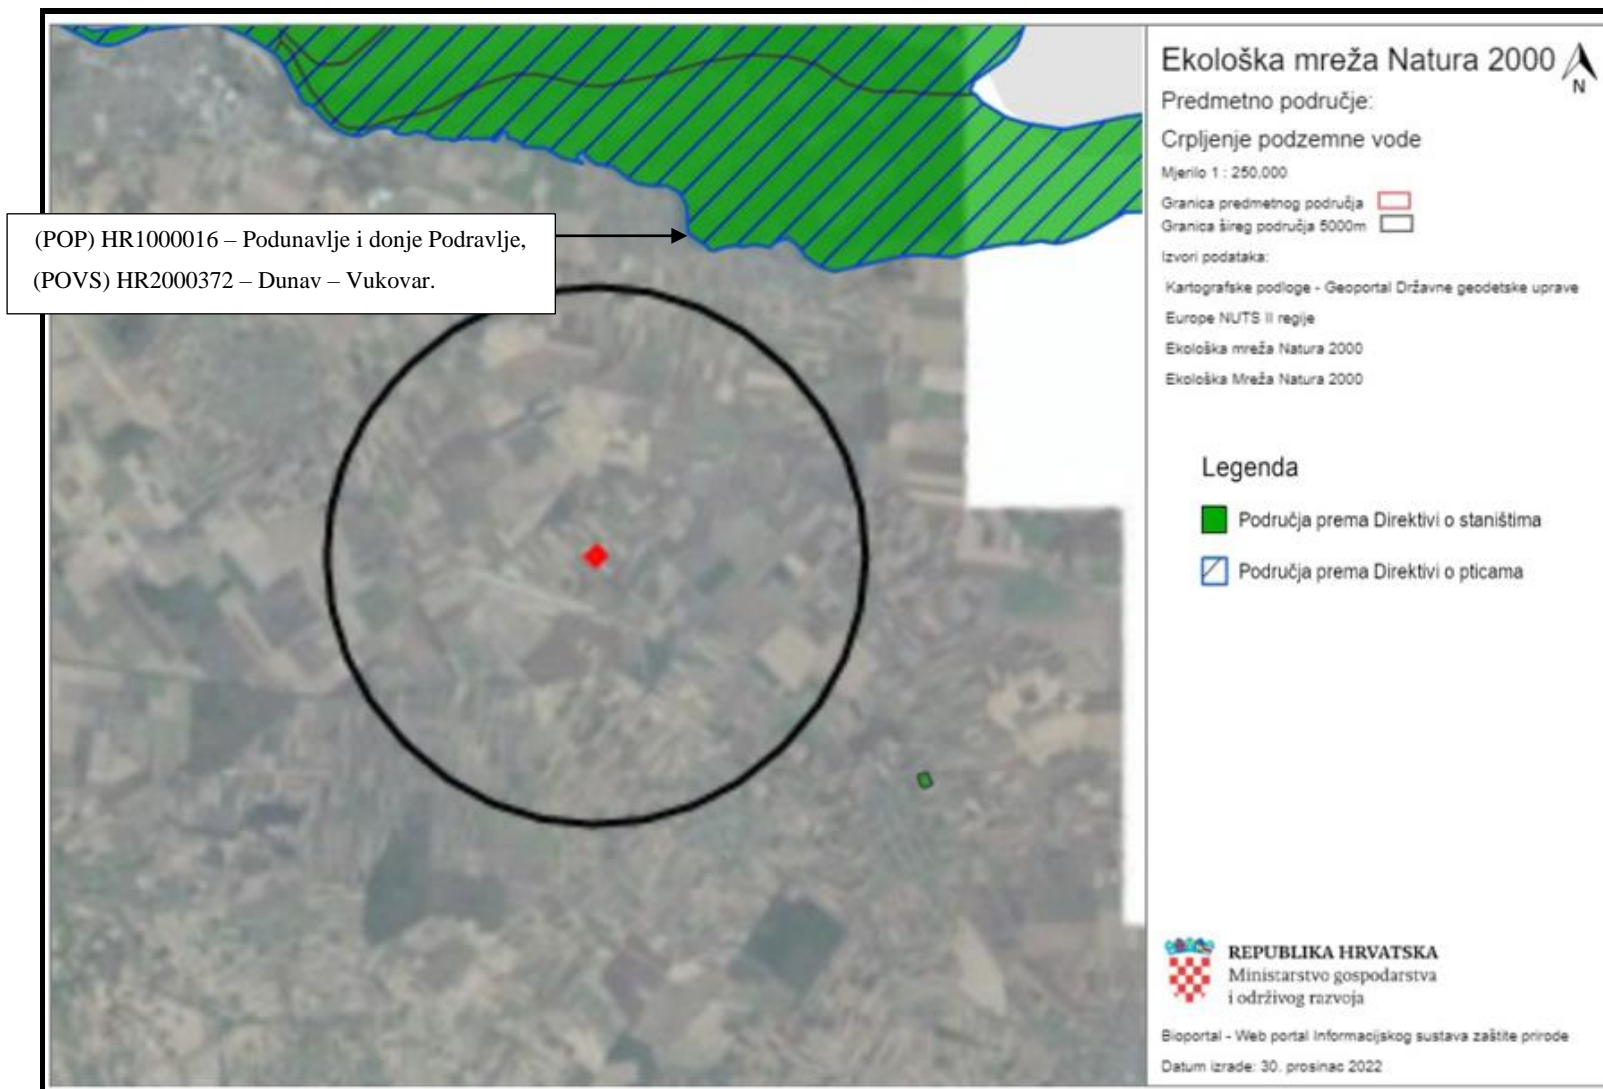 (POP) HR1000016 – Podunavlje i donje Podravlje,
(POVS) HR2000372 – Dunav – Vukovar.
Ekološka mreža Natura 2000
N
Predmetno područje:
Crpljenje podzemne vode
Mjerilo 1 : 250,000
Granica predmetnog područja
Granica šireg područja 5000m
Izvori podataka:
Kartografske podloge - Geoportal Državne geodetske uprave
Europe NUTS II regije
Ekološka mreža Natura 2000
Ekološka Mreža Natura 2000
Legenda
Područja prema Direktivi o staništima
Područja prema Direktivi o pticama
REPUBLIKA HRVATSKA
Ministarstvo gospodarstva
i održivog razvoja
Bioportal - Web portal Informacijskog sustava zaštite prirode
Datum izrade: 30. prosinac 2022